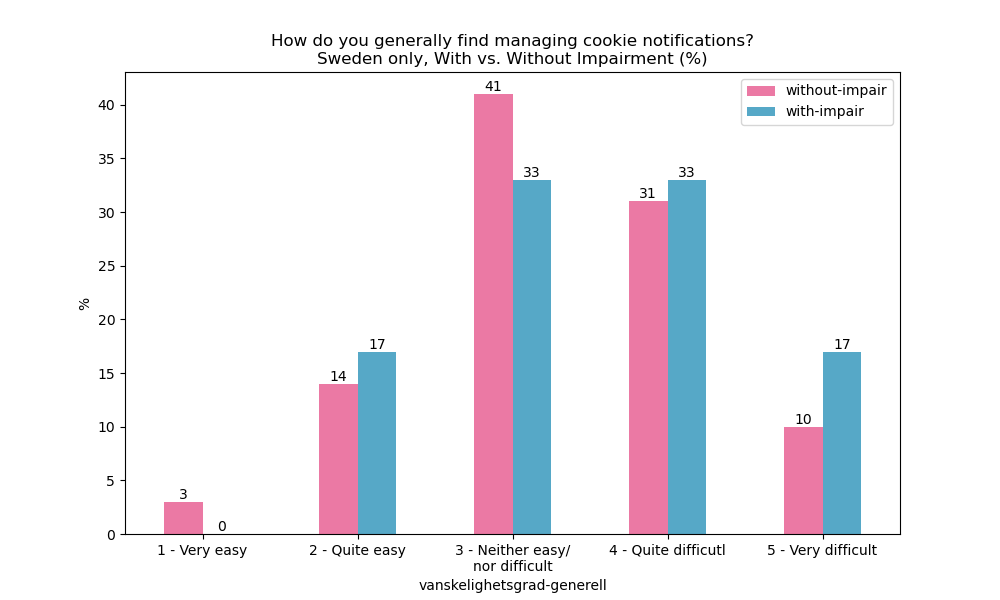 How do you generally find managing cookie notifications?
Sweden only, With vs. Without Impairment (%)
without-impair
with-impair
%
40
35
30
25
20
15
10
5
0
3
0
14
17
41
33
31
33
10
17
1 - Very easy
2 - Quite easy
3 - Neither easy/
nor difficult
4 - Quite difficutl
5 - Very difficult
vanskelighetsgrad-generell